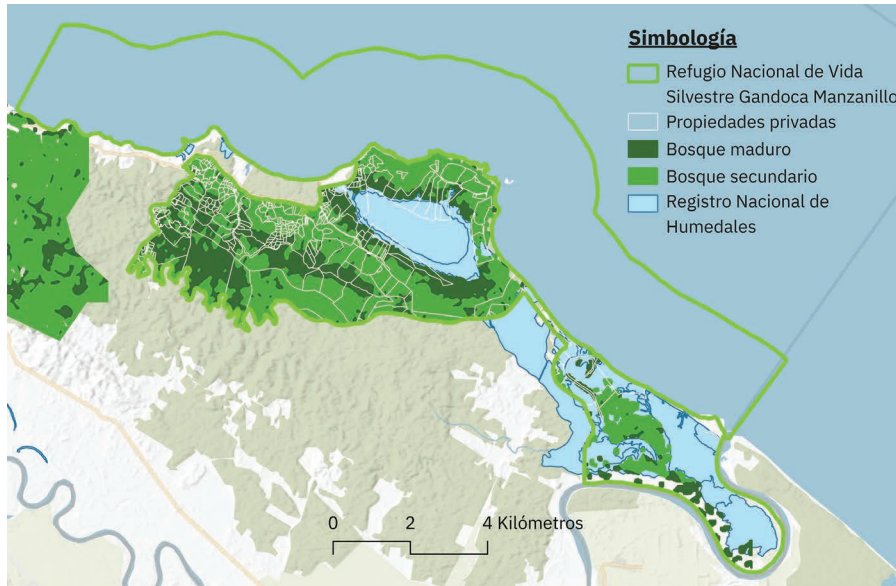 Simbología
Refugio Nacional de Vida
Silvestre Gandoca Manzanillo
Propiedades privadas
Bosque maduro
Bosque secundario
Registro Nacional de
Humedales
0 2 4 Kilómetros